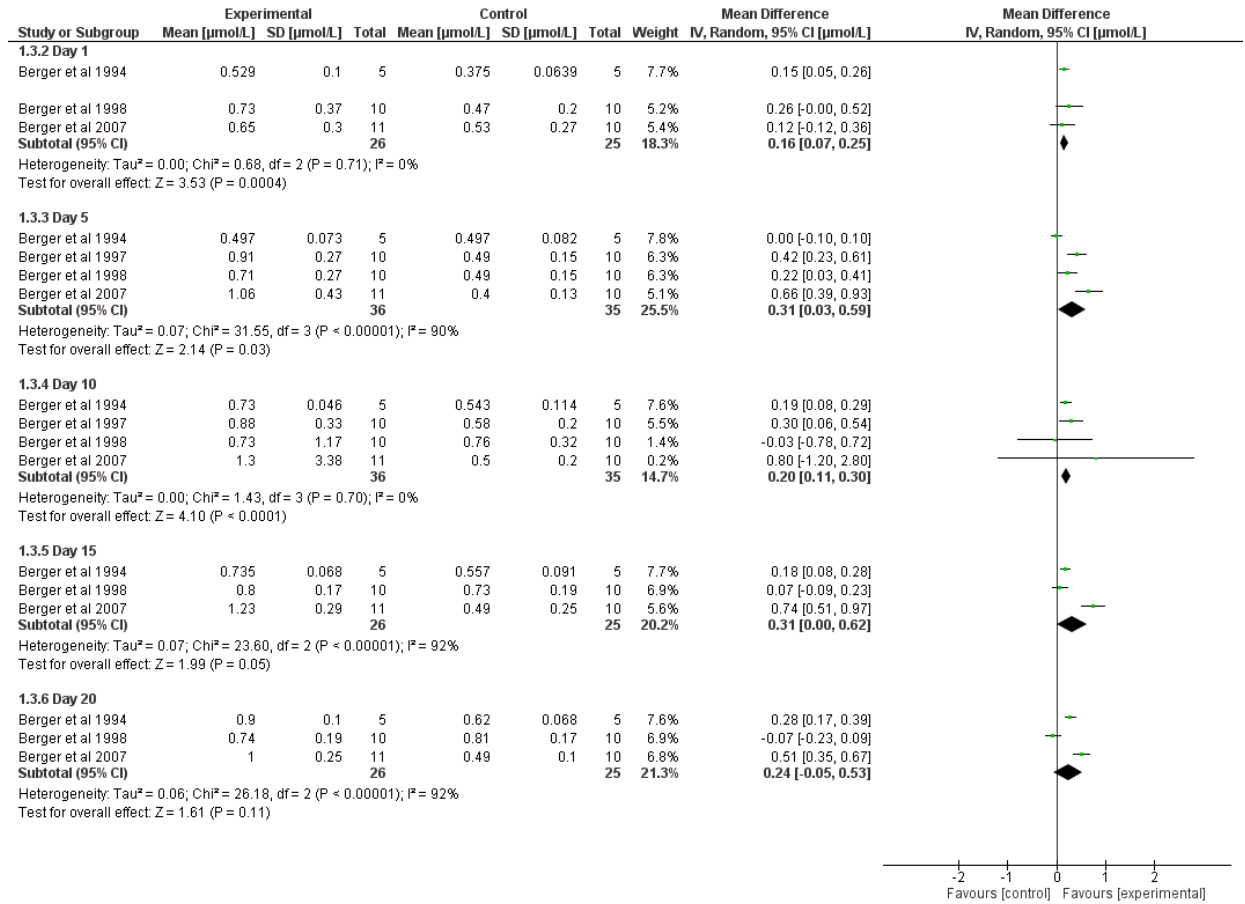 Experimental Control Mean Difference Mean Difference
Study or Subgroup Mean [µmol/L] SD [µmol/L] Total Mean [µmol/L] SD [µmol/L] Total Weight IV, Random, 95% CI [µmol/L] IV, Random, 95% CI [µmol/L]
1.3.2 Day 1
Berger et al 1994 0.529 0.1 5 0.375 0.0639 5 7.7% 0.15 [0.05, 0.26]
Berger et al 1998 0.73 0.37 10 0.47 0.2 10 5.2% 0.26 [-0.00, 0.52]
Berger et al 2007 0.65 0.3 11 0.53 0.27 10 5.4% 0.12 [-0.12, 0.36]
Subtotal (95% CI) 26 25 18.3% 0.16 [0.07, 0.25]
Heterogeneity: Tau² = 0.00; Chi² = 0.68, df = 2 (P = 0.71); I² = 0%
Test for overall effect: Z = 3.53 (P = 0.0004)
1.3.3 Day 5
Berger et al 1994 0.497 0.073 5 0.497 0.082 5 7.8% 0.00 [-0.10, 0.10]
Berger et al 1997 0.91 0.27 10 0.49 0.15 10 6.3% 0.42 [0.23, 0.61]
Berger et al 1998 0.71 0.27 10 0.49 0.15 10 6.3% 0.22 [0.03, 0.41]
Berger et al 2007 1.06 0.43 11 0.4 0.13 10 5.1% 0.66 [0.39, 0.93]
Subtotal (95% CI) 36 35 25.5% 0.31 [0.03, 0.59]
Heterogeneity: Tau² = 0.07; Chi² = 31.55, df = 3 (P < 0.00001); I² = 90%
Test for overall effect: Z = 2.14 (P = 0.03)
1.3.4 Day 10
Berger et al 1994 0.73 0.046 5 0.543 0.114 5 7.6% 0.19 [0.08, 0.29]
Berger et al 1997 0.88 0.33 10 0.58 0.2 10 5.5% 0.30 [0.06, 0.54]
Berger et al 1998 0.73 1.17 10 0.76 0.32 10 1.4% -0.03 [-0.78, 0.72]
Berger et al 2007 1.3 3.38 11 0.5 0.2 10 0.2% 0.80 [-1.20, 2.80]
Subtotal (95% CI) 36 35 14.7% 0.20 [0.11, 0.30]
Heterogeneity: Tau² = 0.00; Chi² = 1.43, df = 3 (P = 0.70); I² = 0%
Test for overall effect: Z = 4.10 (P < 0.0001)
1.3.5 Day 15
Berger et al 1994 0.735 0.068 5 0.557 0.091 5 7.7% 0.18 [0.08, 0.28]
Berger et al 1998 0.8 0.17 10 0.73 0.19 10 6.9% 0.07 [-0.09, 0.23]
Berger et al 2007 1.23 0.29 11 0.49 0.25 10 5.6% 0.74 [0.51, 0.97]
Subtotal (95% CI) 26 25 20.2% 0.31 [0.00, 0.62]
Heterogeneity: Tau² = 0.07; Chi² = 23.60, df = 2 (P < 0.00001); I² = 92%
Test for overall effect: Z = 1.99 (P = 0.05)
1.3.6 Day 20
Berger et al 1994 0.9 0.1 5 0.62 0.068 5 7.6% 0.28 [0.17, 0.39]
Berger et al 1998 0.74 0.19 10 0.81 0.17 10 6.9% -0.07 [-0.23, 0.09]
Berger et al 2007 1 0.25 11 0.49 0.1 10 6.8% 0.51 [0.35, 0.67]
Subtotal (95% CI) 26 25 21.3% 0.24 [-0.05, 0.53]
Heterogeneity: Tau² = 0.06; Chi² = 26.18, df = 2 (P < 0.00001); I² = 92%
Test for overall effect: Z = 1.61 (P = 0.11)
-2 -1 0 1 2
Favours [control] Favours [experimental]